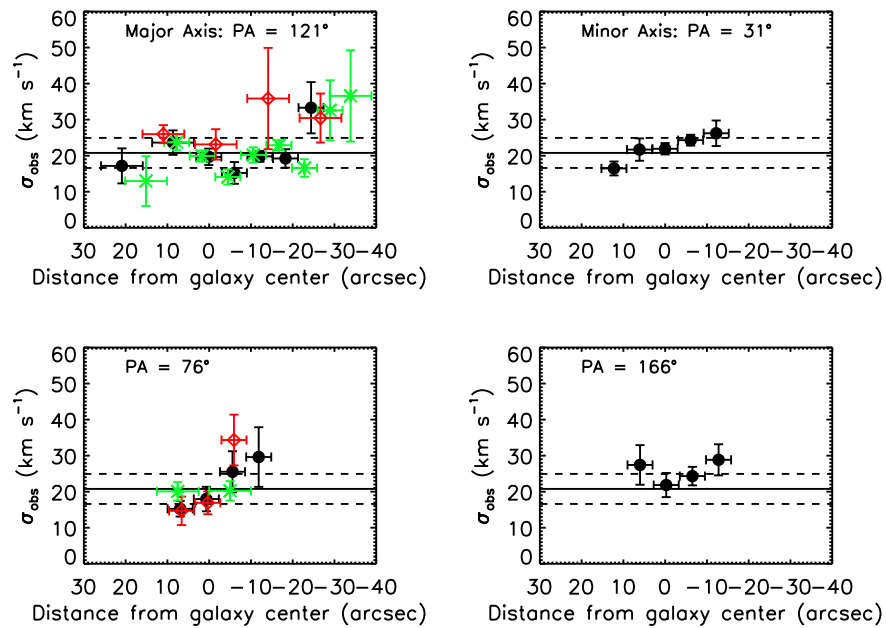 Major Axis: PA = 121°
60
50
40
30
20
10
0
σobs (km s⁻¹)
30 20 10 0 -10-20-30-40
Distance from galaxy center (arcsec)
Minor Axis: PA = 31°
60
50
40
30
20
10
0
σobs (km s⁻¹)
30 20 10 0 -10-20-30-40
Distance from galaxy center (arcsec)
PA = 76°
60
50
40
30
20
10
0
σobs (km s⁻¹)
30 20 10 0 -10-20-30-40
Distance from galaxy center (arcsec)
PA = 166°
60
50
40
30
20
10
0
σobs (km s⁻¹)
30 20 10 0 -10-20-30-40
Distance from galaxy center (arcsec)